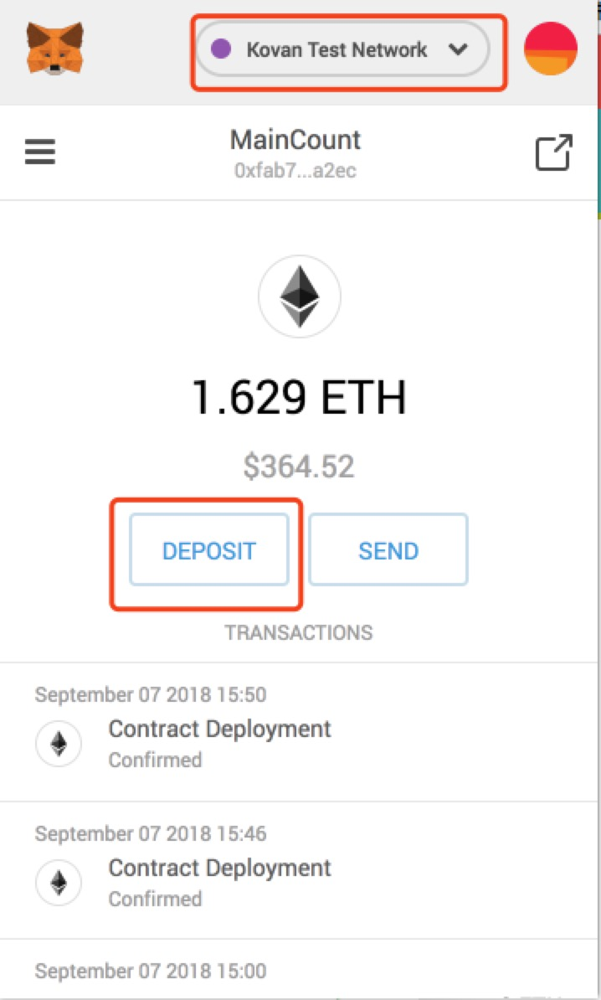 Kovan Test Network
MainCount
0xfab7...a2ec
1.629 ETH
$364.52
DEPOSIT
SEND
TRANSACTIONS
September 07 2018 15:50
Contract Deployment
Confirmed
September 07 2018 15:46
Contract Deployment
Confirmed
September 07 2018 15:00